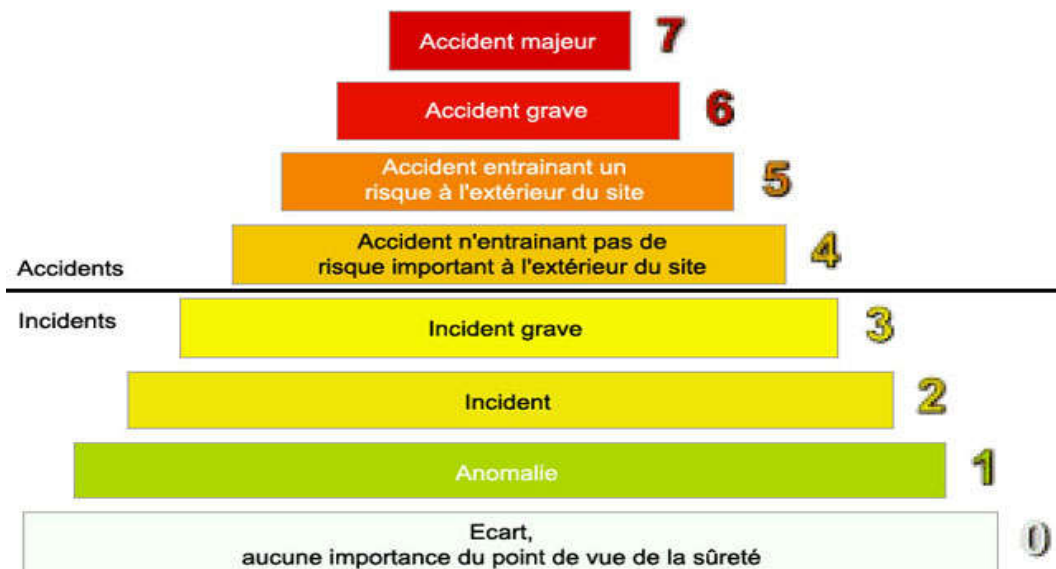 Accident majeur 7
Accident grave 6
Accident entrainant un
risque à l'extérieur du site 5
Accident n'entrainant pas de
risque important à l'extérieur du site 4
Accidents
Incidents
Incident grave 3
Incident 2
Anomalie 1
Ecart,
aucune importance du point de vue de la sûreté 0